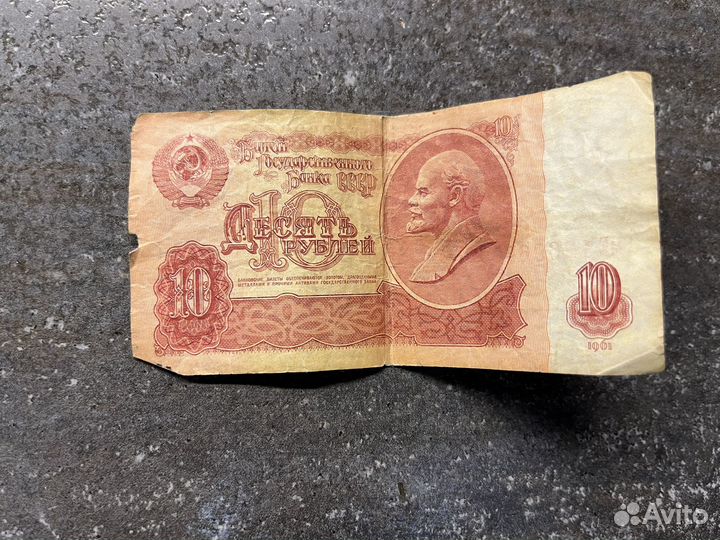 Билет
Государственного
Банка СССР
10
Десять
Рублей
БАНКОВСКИЕ БИЛЕТЫ ОБЕСПЕЧИВАЮТСЯ ЗОЛОТОМ, ДРАГОЦЕННЫМИ
МЕТАЛЛАМИ И ПРОЧИМИ АКТИВАМИ ГОСУДАРСТВЕННОГО БАНКА
10
10
10
1961
Avito